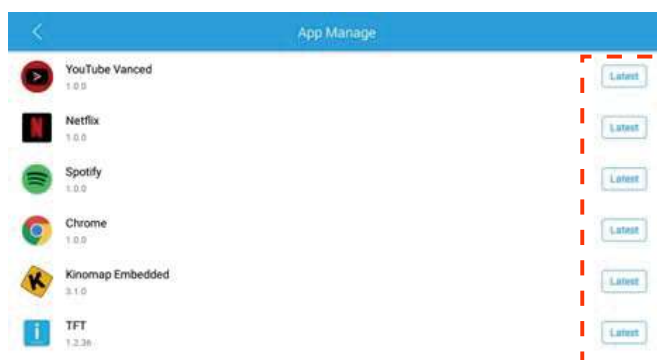 App Manage
YouTube Vanced
1.0.0
Latest
Netflix
1.0.0
Latest
Spotify
1.0.0
Latest
Chrome
1.0.0
Latest
Kinomap Embedded
3.1.0
Latest
TFT
1.2.36
Latest